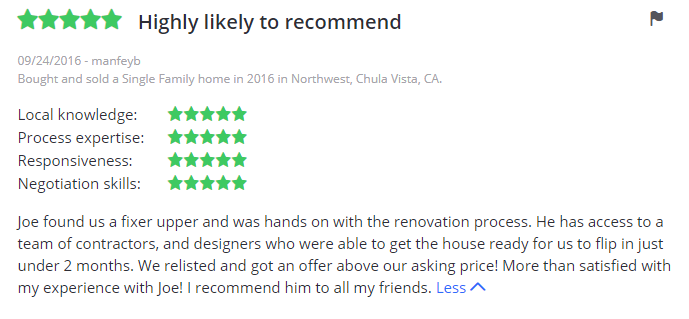 Highly likely to recommend
09/24/2016 - manfeyb
Bought and sold a Single Family home in 2016 in Northwest, Chula Vista, CA.
Local knowledge:
Process expertise:
Responsiveness:
Negotiation skills:
Joe found us a fixer upper and was hands on with the renovation process. He has access to a
team of contractors, and designers who were able to get the house ready for us to flip in just
under 2 months. We relisted and got an offer above our asking price! More than satisfied with
my experience with Joe! I recommend him to all my friends. Less